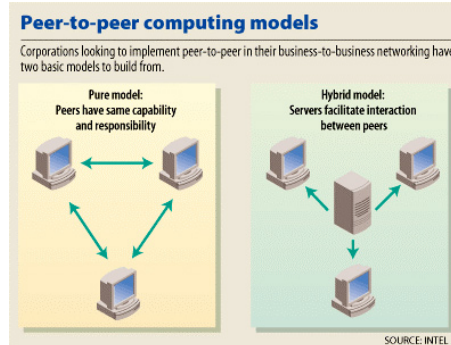 Peer-to-peer computing models
Corporations looking to implement peer-to-peer in their business-to-business networking have
two basic models to build from.
Pure model:
Peers have same capability
and responsibility
Hybrid model:
Servers facilitate interaction
between peers
SOURCE: INTEL